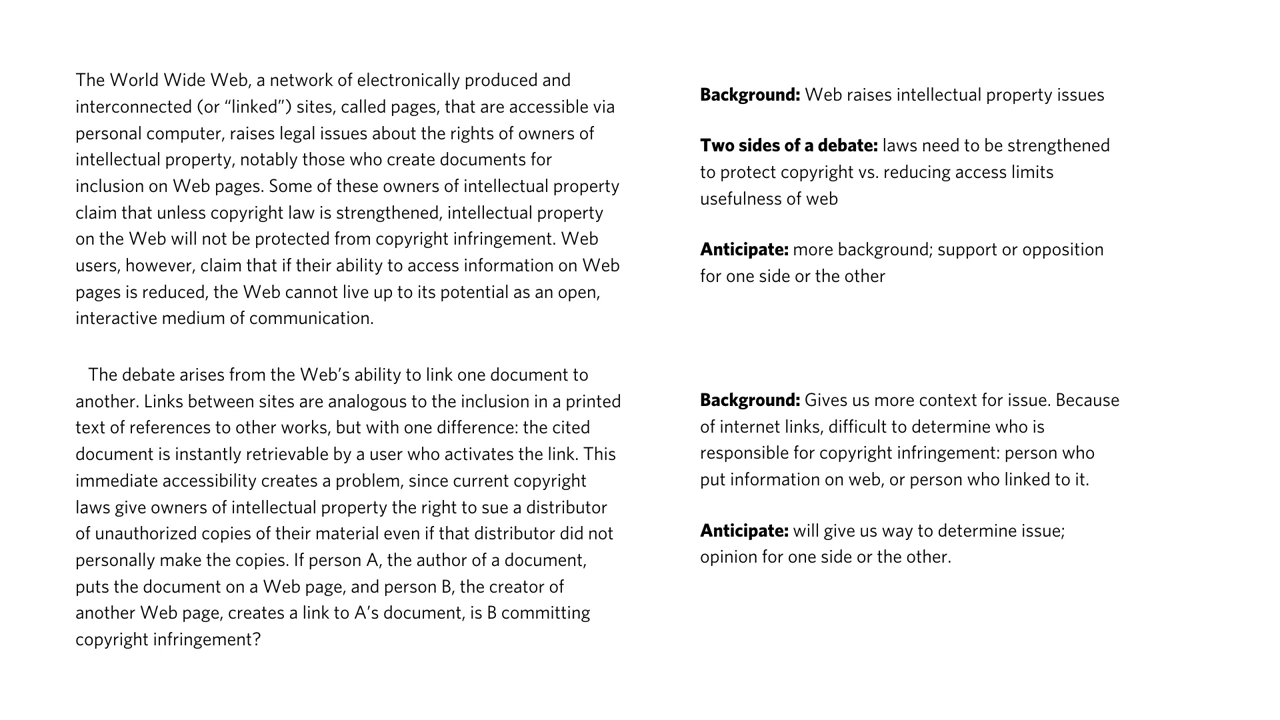 The World Wide Web, a network of electronically produced and
interconnected (or “linked”) sites, called pages, that are accessible via
personal computer, raises legal issues about the rights of owners of
intellectual property, notably those who create documents for
inclusion on Web pages. Some of these owners of intellectual property
claim that unless copyright law is strengthened, intellectual property
on the Web will not be protected from copyright infringement. Web
users, however, claim that if their ability to access information on Web
pages is reduced, the Web cannot live up to its potential as an open,
interactive medium of communication.
The debate arises from the Web’s ability to link one document to
another. Links between sites are analogous to the inclusion in a printed
text of references to other works, but with one difference: the cited
document is instantly retrievable by a user who activates the link. This
immediate accessibility creates a problem, since current copyright
laws give owners of intellectual property the right to sue a distributor
of unauthorized copies of their material even if that distributor did not
personally make the copies. If person A, the author of a document,
puts the document on a Web page, and person B, the creator of
another Web page, creates a link to A’s document, is B committing
copyright infringement?
Background: Web raises intellectual property issues
Two sides of a debate: laws need to be strengthened
to protect copyright vs. reducing access limits
usefulness of web
Anticipate: more background; support or opposition
for one side or the other
Background: Gives us more context for issue. Because
of internet links, difficult to determine who is
responsible for copyright infringement: person who
put information on web, or person who linked to it.
Anticipate: will give us way to determine issue;
opinion for one side or the other.